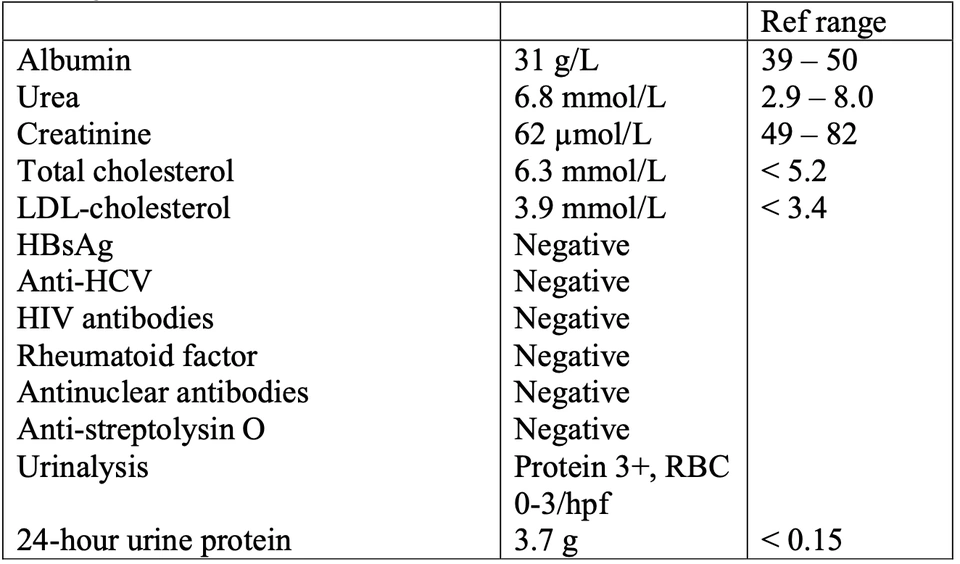 Ref range
Albumin 31 g/L 39 – 50
Urea 6.8 mmol/L 2.9 – 8.0
Creatinine 62 µmol/L 49 – 82
Total cholesterol 6.3 mmol/L < 5.2
LDL-cholesterol 3.9 mmol/L < 3.4
HBsAg Negative
Anti-HCV Negative
HIV antibodies Negative
Rheumatoid factor Negative
Antinuclear antibodies Negative
Anti-streptolysin O Negative
Urinalysis Protein 3+, RBC
0-3/hpf
24-hour urine protein 3.7 g < 0.15